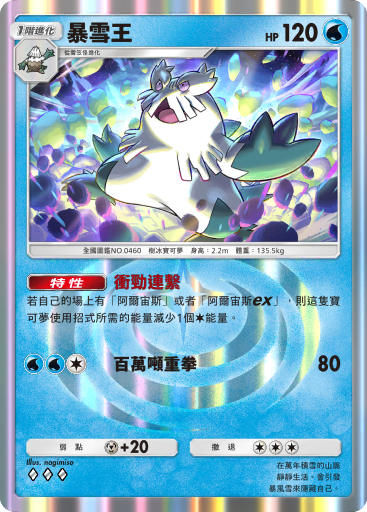 1階進化
暴雪王
HP 120
從雪笠怪進化
全國圖鑑NO.0460 樹冰寶可夢 身高：2.2m 體重：135.5kg
特性 衝勁連繫
若自己的場上有「阿爾宙斯」或者「阿爾宙斯ex」，則這隻寶
可夢使用招式所需的能量減少1個能量。
百萬噸重拳 80
弱點 +20 撤退
Illus. nagimiso
在萬年積雪的山麓
靜靜生活。會引發
暴風雪來隱藏自己。